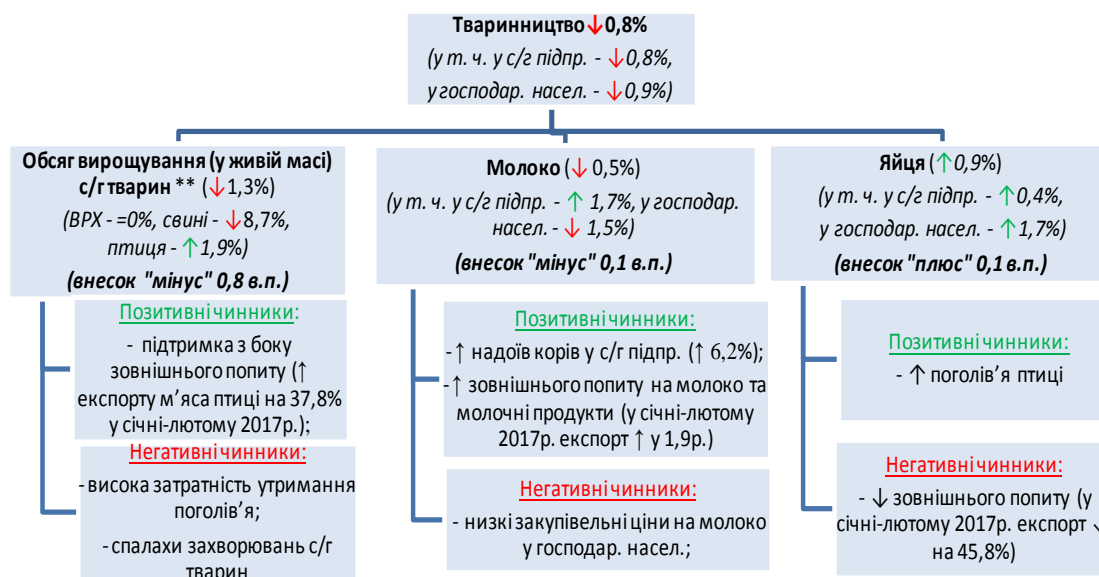 Тваринництво ↓0,8%
(у т. ч. у с/г підпр. - ↓0,8%,
у господар. насел. - ↓0,9%)
Обсяг вирощування (у живій масі)
с/г тварин ** (↓1,3%)
(ВРХ - =0%, свині - ↓8,7%,
птиця - ↑1,9%)
(внесок "мінус" 0,8 в.п.)
Позитивні чинники:
- підтримка з боку
зовнішнього попиту (↑
експорту м’яса птиці на 37,8%
у січні-лютому 2017р.);
Негативні чинники:
- висока затратність утримання
поголів’я;
- спалахи захворювань с/г
тварин
Молоко (↓ 0,5%)
(у т. ч. у с/г підпр. - ↑ 1,7%, у господар.
насел. - ↓ 1,5%)
(внесок "мінус" 0,1 в.п.)
Позитивні чинники:
- ↑ надоїв корів у с/г підпр. (↑ 6,2%);
- ↑ зовнішнього попиту на молоко та
молочні продукти (у січні-лютому
2017р. експорт ↑ у 1,9р.)
Негативні чинники:
- низкі закупівельні ціни на молоко
у господар. насел.;
Яйця (↑0,9%)
(у т. ч. у с/г підпр. - ↑0,4%,
у господар. насел. - ↑1,7%)
(внесок "плюс" 0,1 в.п.)
Позитивні чинники:
- ↑ поголів’я птиці
Негативні чинники:
- ↓ зовнішнього попиту (у
січні-лютому 2017р. експорт ↓
на 45,8%)